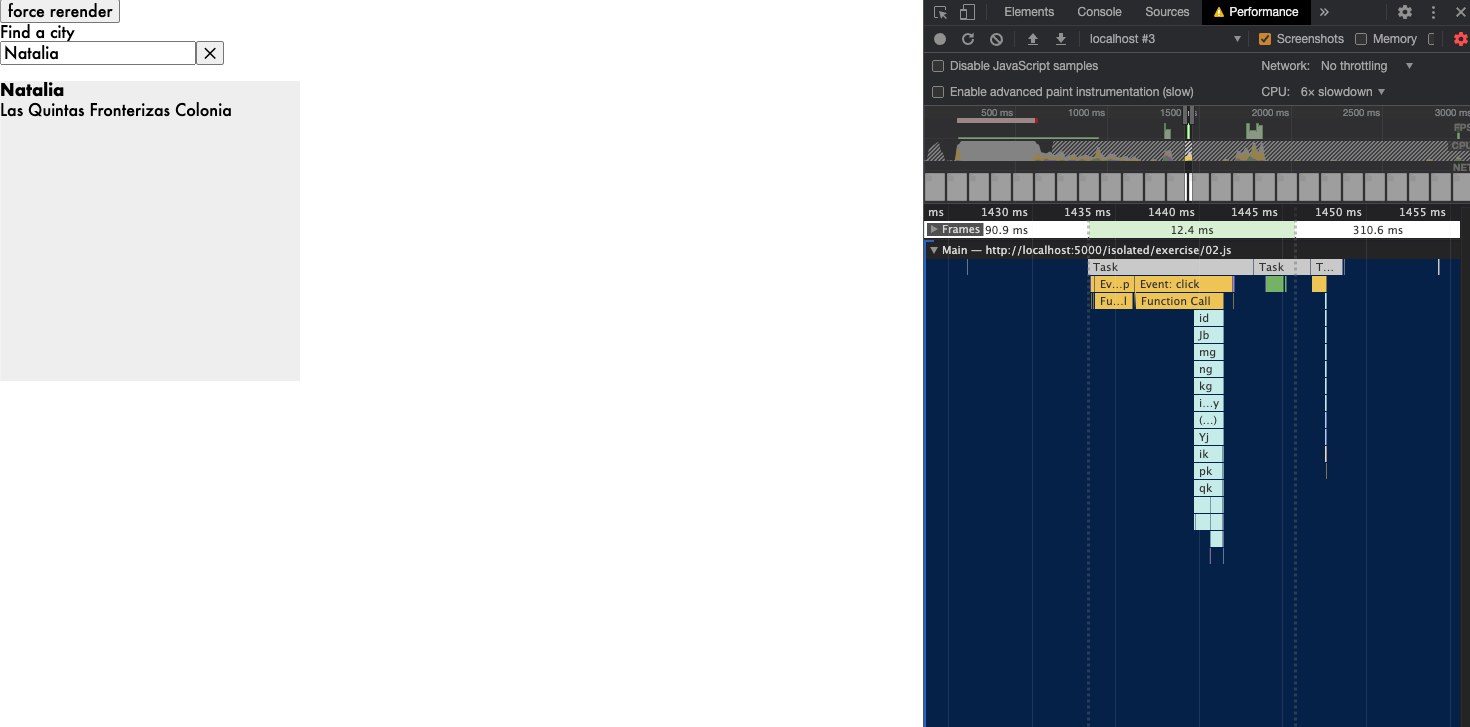 force rerender
Find a city
Natalia
Natalia
Las Quintas Fronterizas Colonia
Elements Console Sources Performance »
localhost #3 Screenshots Memory
Disable JavaScript samples Network: No throttling
Enable advanced paint instrumentation (slow) CPU: 6× slowdown
500 ms 1000 ms 1500 ms 2000 ms 2500 ms 3000 ms
FPS
CPU
NET
ms 1430 ms 1435 ms 1440 ms 1445 ms 1450 ms 1455 ms
Frames 90.9 ms 12.4 ms 310.6 ms
Main — http://localhost:5000/isolated/exercise/02.js
Task Task T...
Ev...p Event: click
Fu...l Function Call
id
Jb
mg
ng
kg
i...y
(...)
Yj
ik
pk
qk